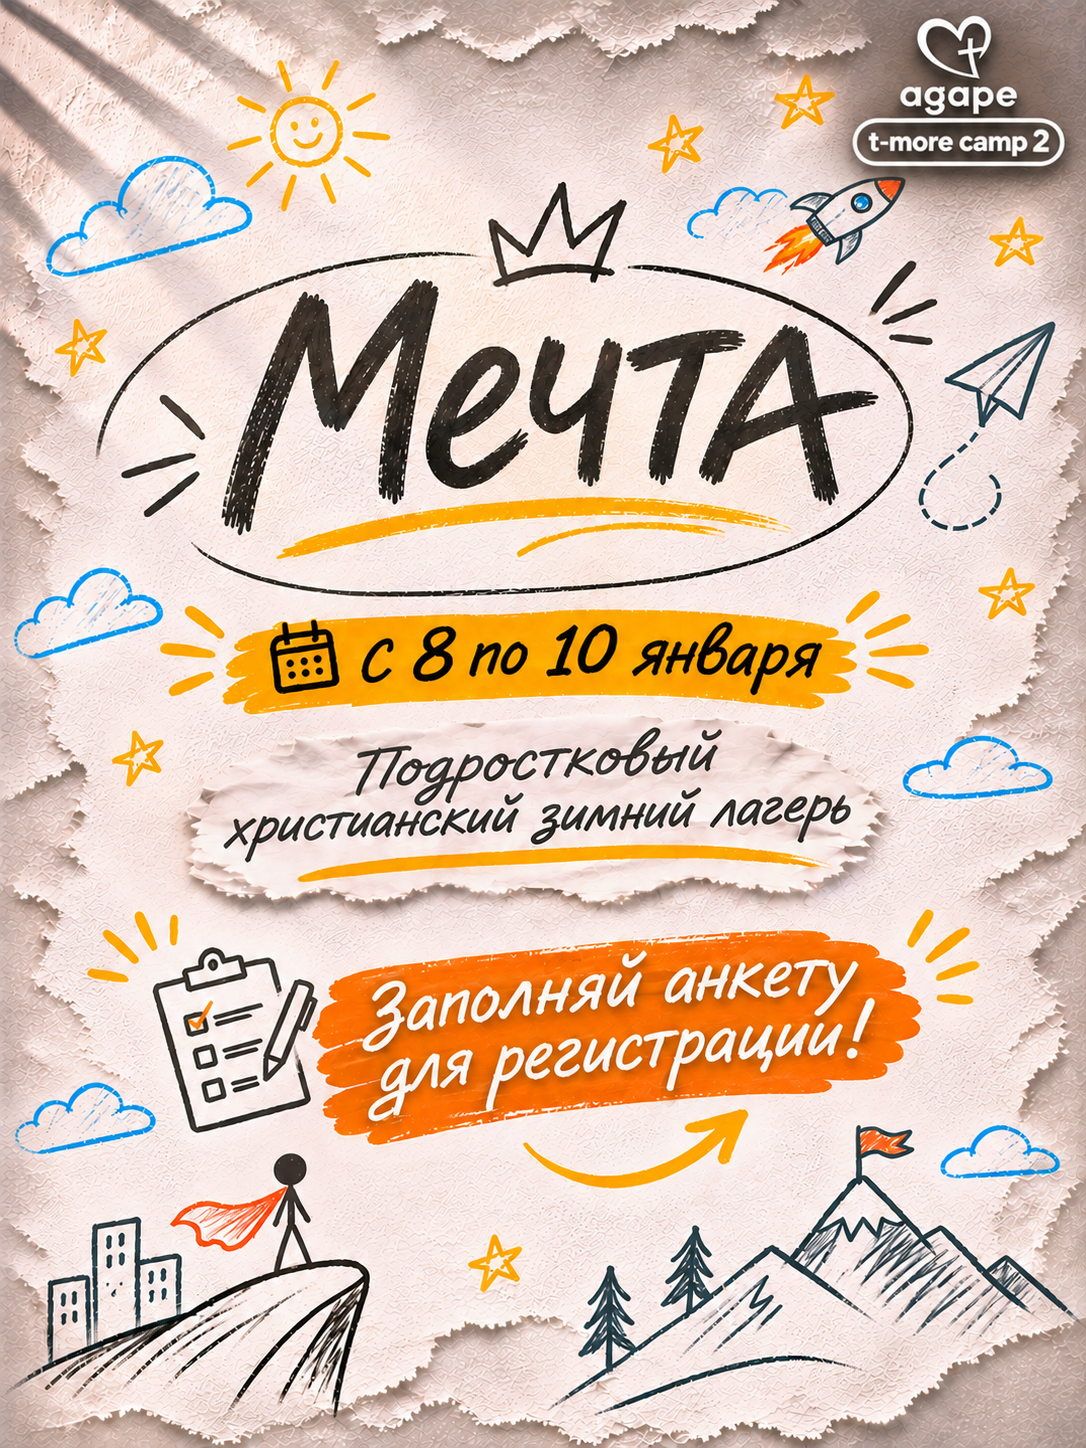 agape
t-more camp 2
МечТА
с 8 по 10 января
Подростковый
христианский зимний лагерь
Заполняй анкету
для регистрации!